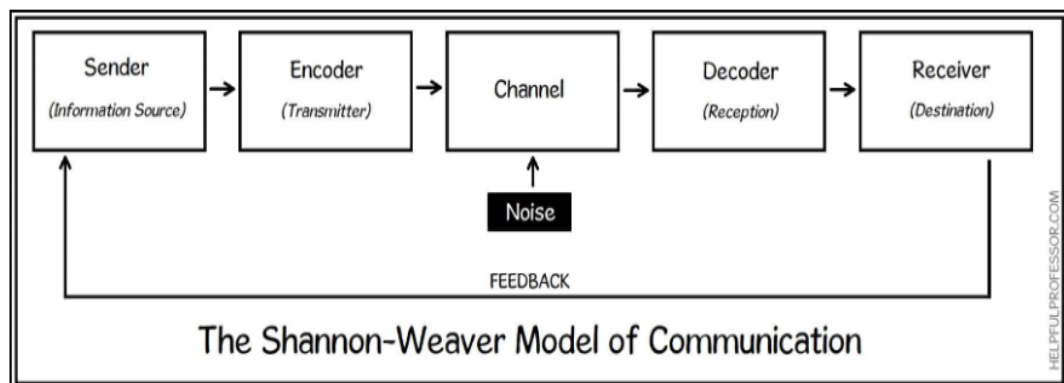 Sender
(Information Source)
Encoder
(Transmitter)
Channel
Decoder
(Reception)
Receiver
(Destination)
Noise
FEEDBACK
The Shannon-Weaver Model of Communication
HELPFULPROFESSOR.COM